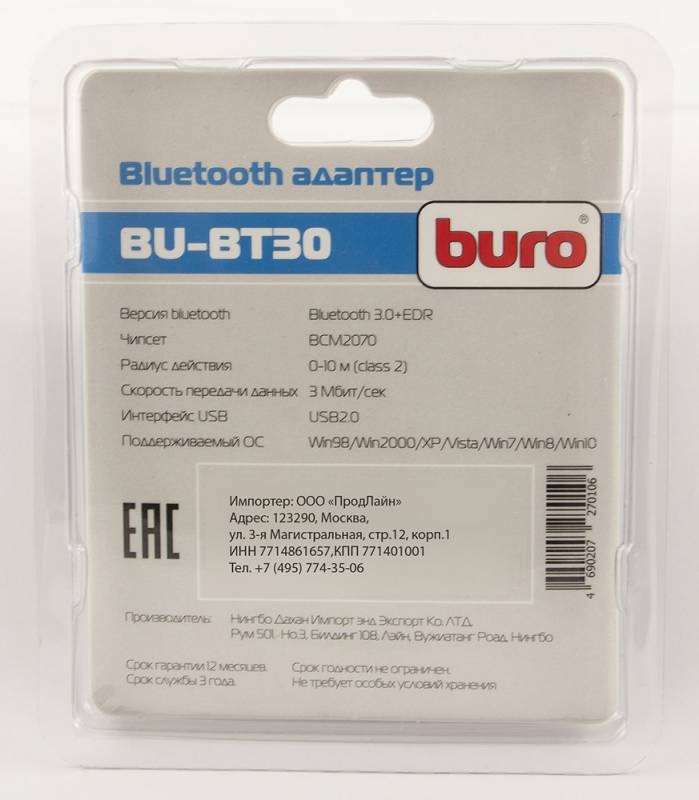 Bluetooth адаптер
BU-BT30
buro®
Версия bluetooth Bluetooth 3.0+EDR
Чипсет BCM2070
Радиус действия 0-10 м (class 2)
Скорость передачи данных 3 Мбит/сек
Интерфейс USB USB2.0
Поддерживаемый ОС Win98/Win2000/XP/Vista/Win7/Win8/Win10
EAC
Импортер: ООО «ПродЛайн»
Адрес: 123290, Москва,
ул. 3-я Магистральная, стр.12, корп.1
ИНН 7714861657,КПП 771401001
Тел. +7 (495) 774-35-06
4 690207 270106
Производитель: Нингбо Дахан Импорт энд Экспорт Ко. ЛТД,
Рум 501.- Но.3, Билдинг 108, Лэйн, Вужиатанг Роад, Нингбо
Срок гарантии 12 месяцев. Срок годности не ограничен.
Срок службы 3 года. Не требует особых условий хранения